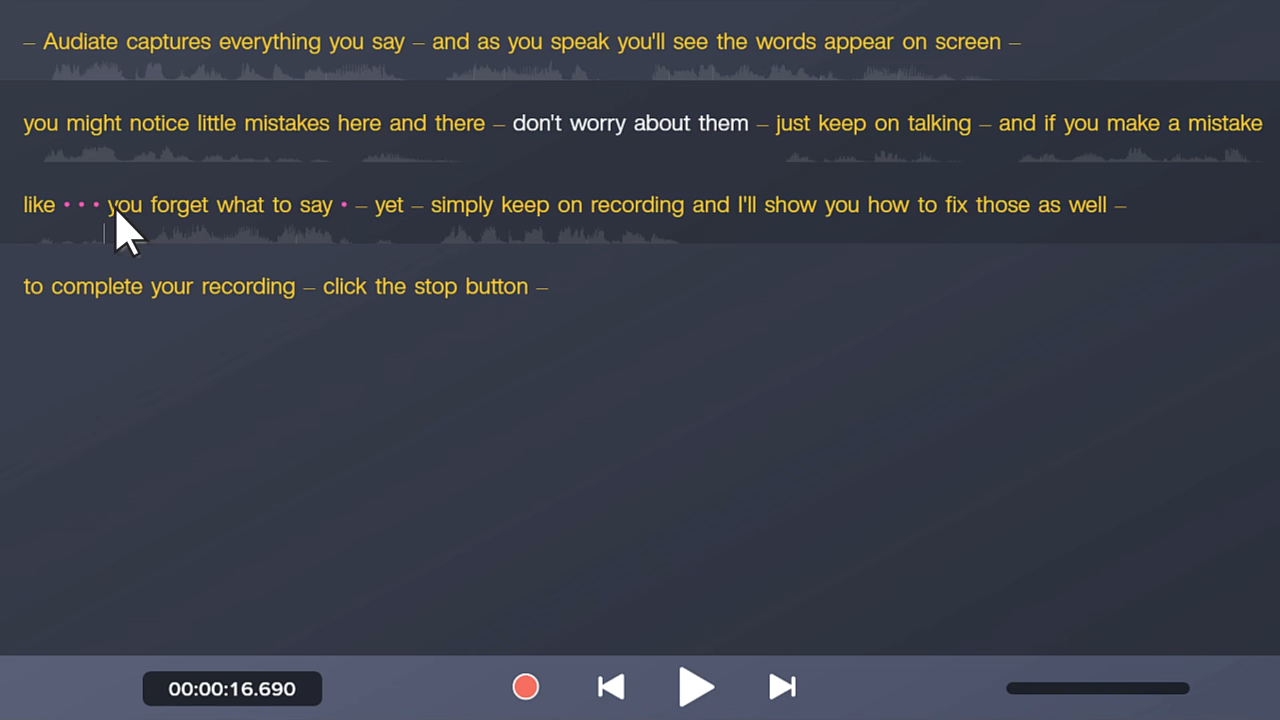 – Audiate captures everything you say – and as you speak you'll see the words appear on screen –
you might notice little mistakes here and there – don't worry about them – just keep on talking – and if you make a mistake
like • • • you forget what to say • – yet – simply keep on recording and I'll show you how to fix those as well –
to complete your recording – click the stop button –
00:00:16.690